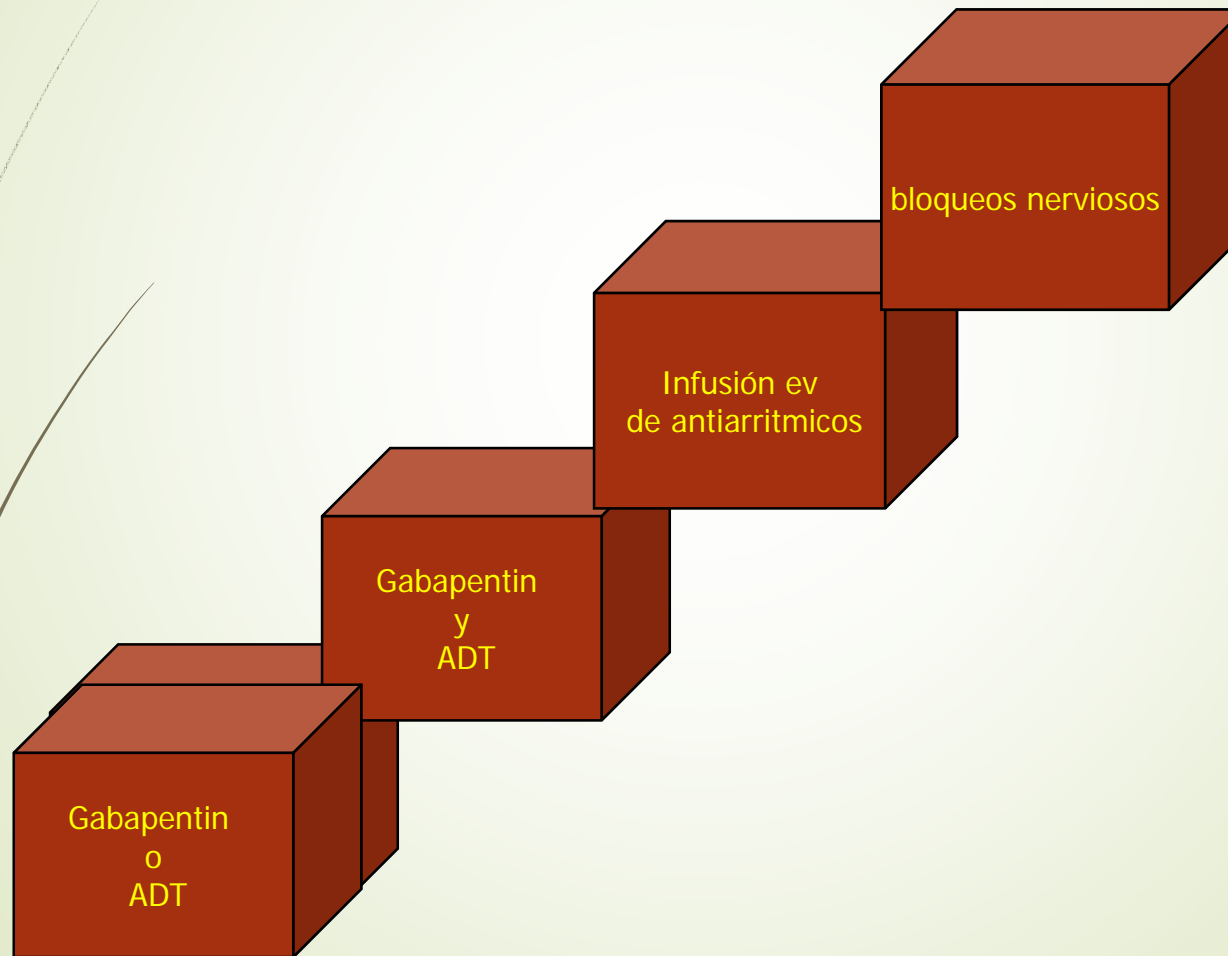 bloqueos nerviosos
Infusión ev
de antiarritmicos
Gabapentin
y
ADT
Gabapentin
o
ADT